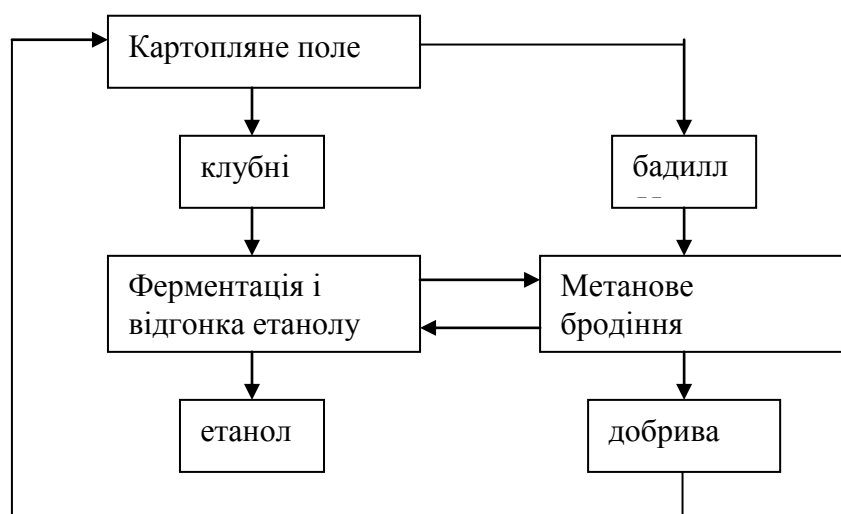 Картопляне поле
клубні
бадилл
Ферментація і
відгонка етанолу
Метанове
бродіння
етанол
добрива